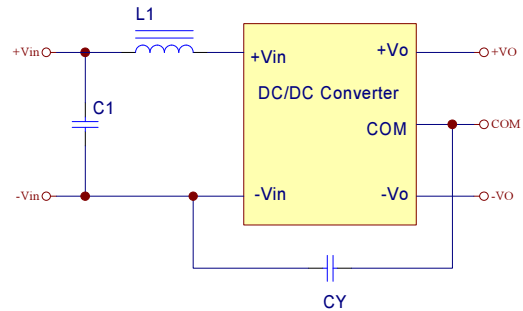 L1
+Vin
+Vin
+Vo
+VO
DC/DC Converter
C1
COM
COM
-Vin
-Vin
-Vo
-VO
CY